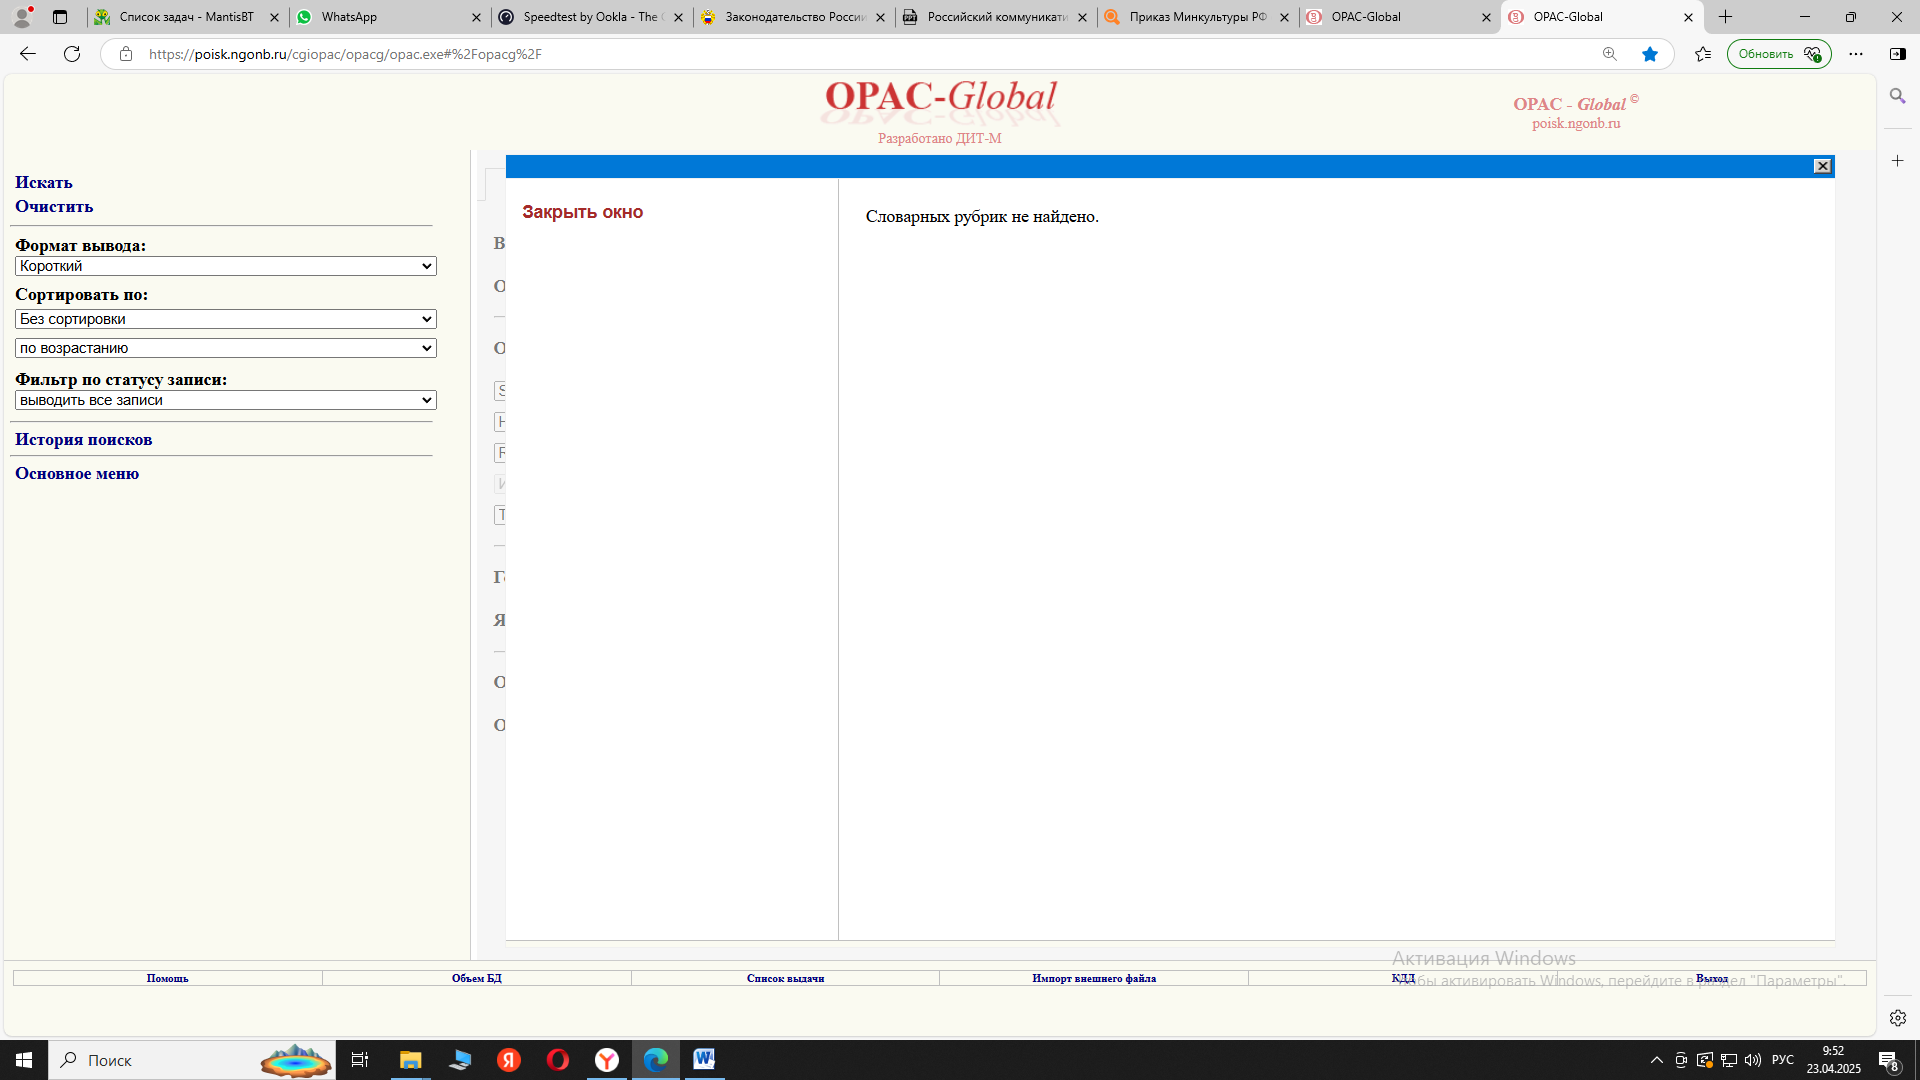 Список задач - MantisBT
WhatsApp
Speedtest by Ookla - The
Законодательство Росси
Российский коммуникати
Приказ Минкультуры РФ
OPAC-Global
OPAC-Global
https://poisk.ngonb.ru/cgiopac/opacg/opac.exe#%2Fopacg%2F
Обновить
OPAC-Global
Разработано ДИТ-М
OPAC - Global ©
poisk.ngonb.ru
Искать
Очистить
Формат вывода:
Короткий
Сортировать по:
Без сортировки
по возрастанию
Фильтр по статусу записи:
выводить все записи
История поисков
Основное меню
Закрыть окно
Словарных рубрик не найдено.
Помощь
Объем БД
Список выдачи
Импорт внешнего файла
КДД
Выход
Активация Windows
Чтобы активировать Windows, перейдите в раздел "Параметры".
Поиск
РУС
9:52
23.04.2025
8